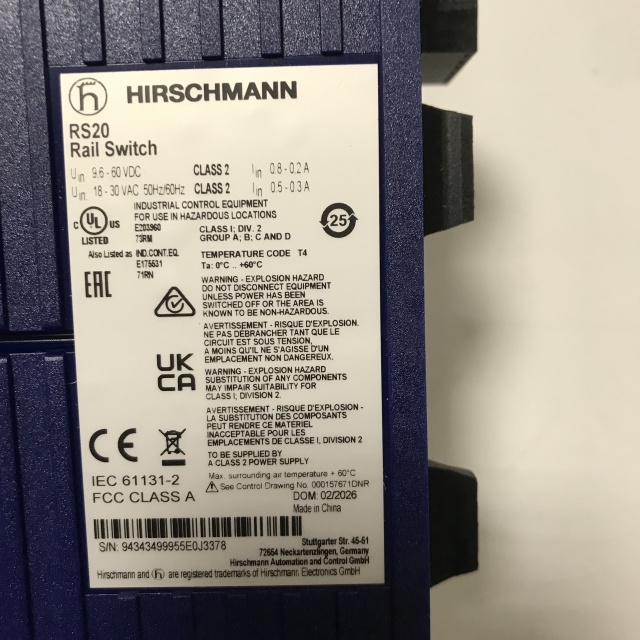 HIRSCHMANN
RS20
Rail Switch
Uin 9.6 - 60 VDC CLASS 2 Iin 0.8 - 0.2 A
Uin 18 - 30 VAC 50Hz/60Hz CLASS 2 Iin 0.5 - 0.3 A
INDUSTRIAL CONTROL EQUIPMENT
FOR USE IN HAZARDOUS LOCATIONS
C UL US
LISTED
E203960
73RM
CLASS I; DIV. 2
GROUP A; B; C AND D
25
Also Listed as IND.CONT.EQ.
E175531
71RN
TEMPERATURE CODE T4
Ta: 0°C .. +60°C
EAC
WARNING - EXPLOSION HAZARD
DO NOT DISCONNECT EQUIPMENT
UNLESS POWER HAS BEEN
SWITCHED OFF OR THE AREA IS
KNOWN TO BE NON-HAZARDOUS.
AVERTISSEMENT - RISQUE D'EXPLOSION.
NE PAS DÉBRANCHER TANT QUE LE
CIRCUIT EST SOUS TENSION,
A MOINS QU'IL NE S'AGISSE D'UN
EMPLACEMENT NON DANGEREUX.
UK
CA
WARNING - EXPLOSION HAZARD
SUBSTITUTION OF ANY COMPONENTS
MAY IMPAIR SUITABILITY FOR
CLASS I; DIVISION 2.
AVERTISSEMENT - RISQUE D'EXPLOSION -
LA SUBSTITUTION DES COMPOSANTS
PEUT RENDRE CE MATERIEL
INACCEPTABLE POUR LES
EMPLACEMENTS DE CLASSE I, DIVISION 2
CE
TO BE SUPPLIED BY
A CLASS 2 POWER SUPPLY
IEC 61131-2
FCC CLASS A
Max. surrounding air temperature + 60°C
See Control Drawing No. 000157671DNR
DOM: 02/2026
Made in China
S/N: 94343499955E0J3378
Stuttgarter Str. 45-51
72654 Neckartenzlingen, Germany
Hirschmann Automation and Control GmbH
Hirschmann and h are registered trademarks of Hirschmann Electronics GmbH